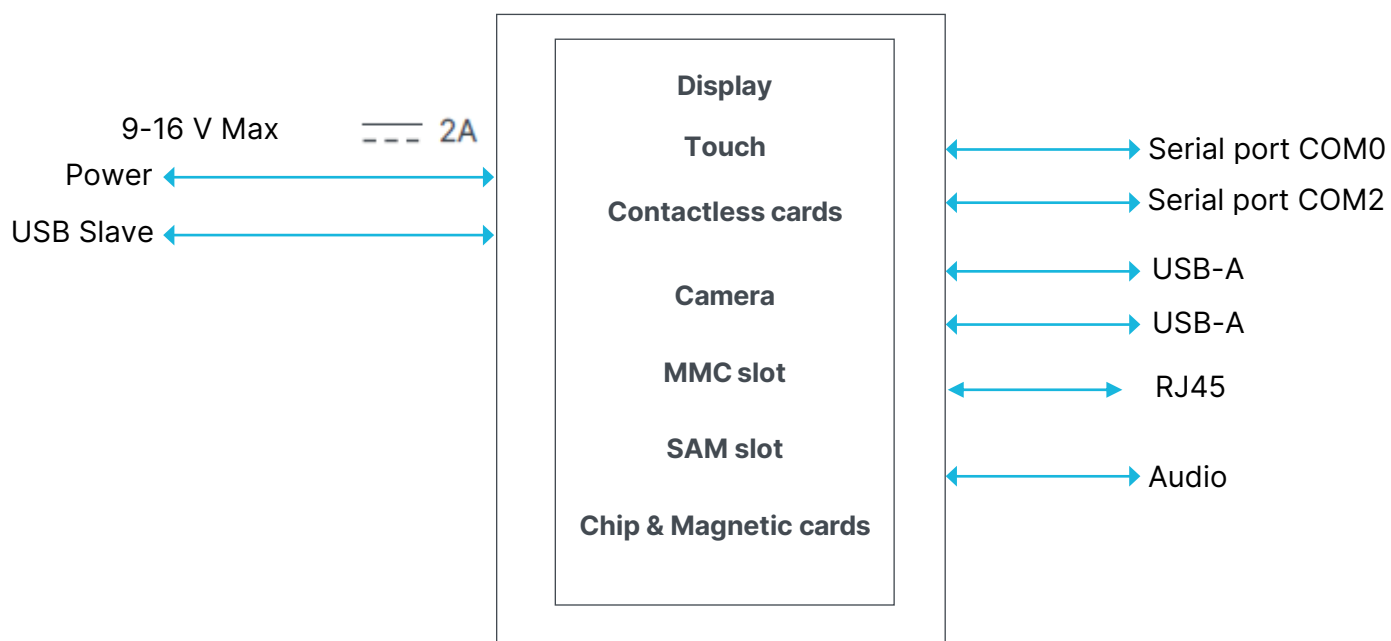 9-16 V Max
2A
Power
USB Slave
Display
Touch
Contactless cards
Camera
MMC slot
SAM slot
Chip & Magnetic cards
Serial port COM0
Serial port COM2
USB-A
USB-A
RJ45
Audio